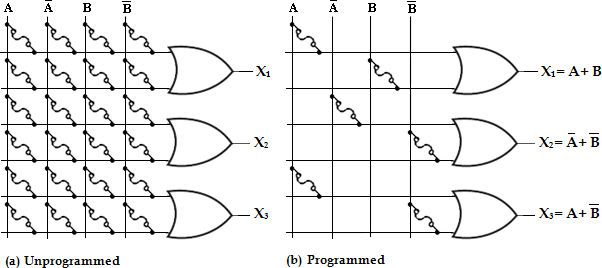 A A̅ B B̅
X₁
X₂
X₃
(a) Unprogrammed
A A̅ B B̅
X₁= A + B
X₂= A̅ + B̅
X₃= A + B̅
(b) Programmed